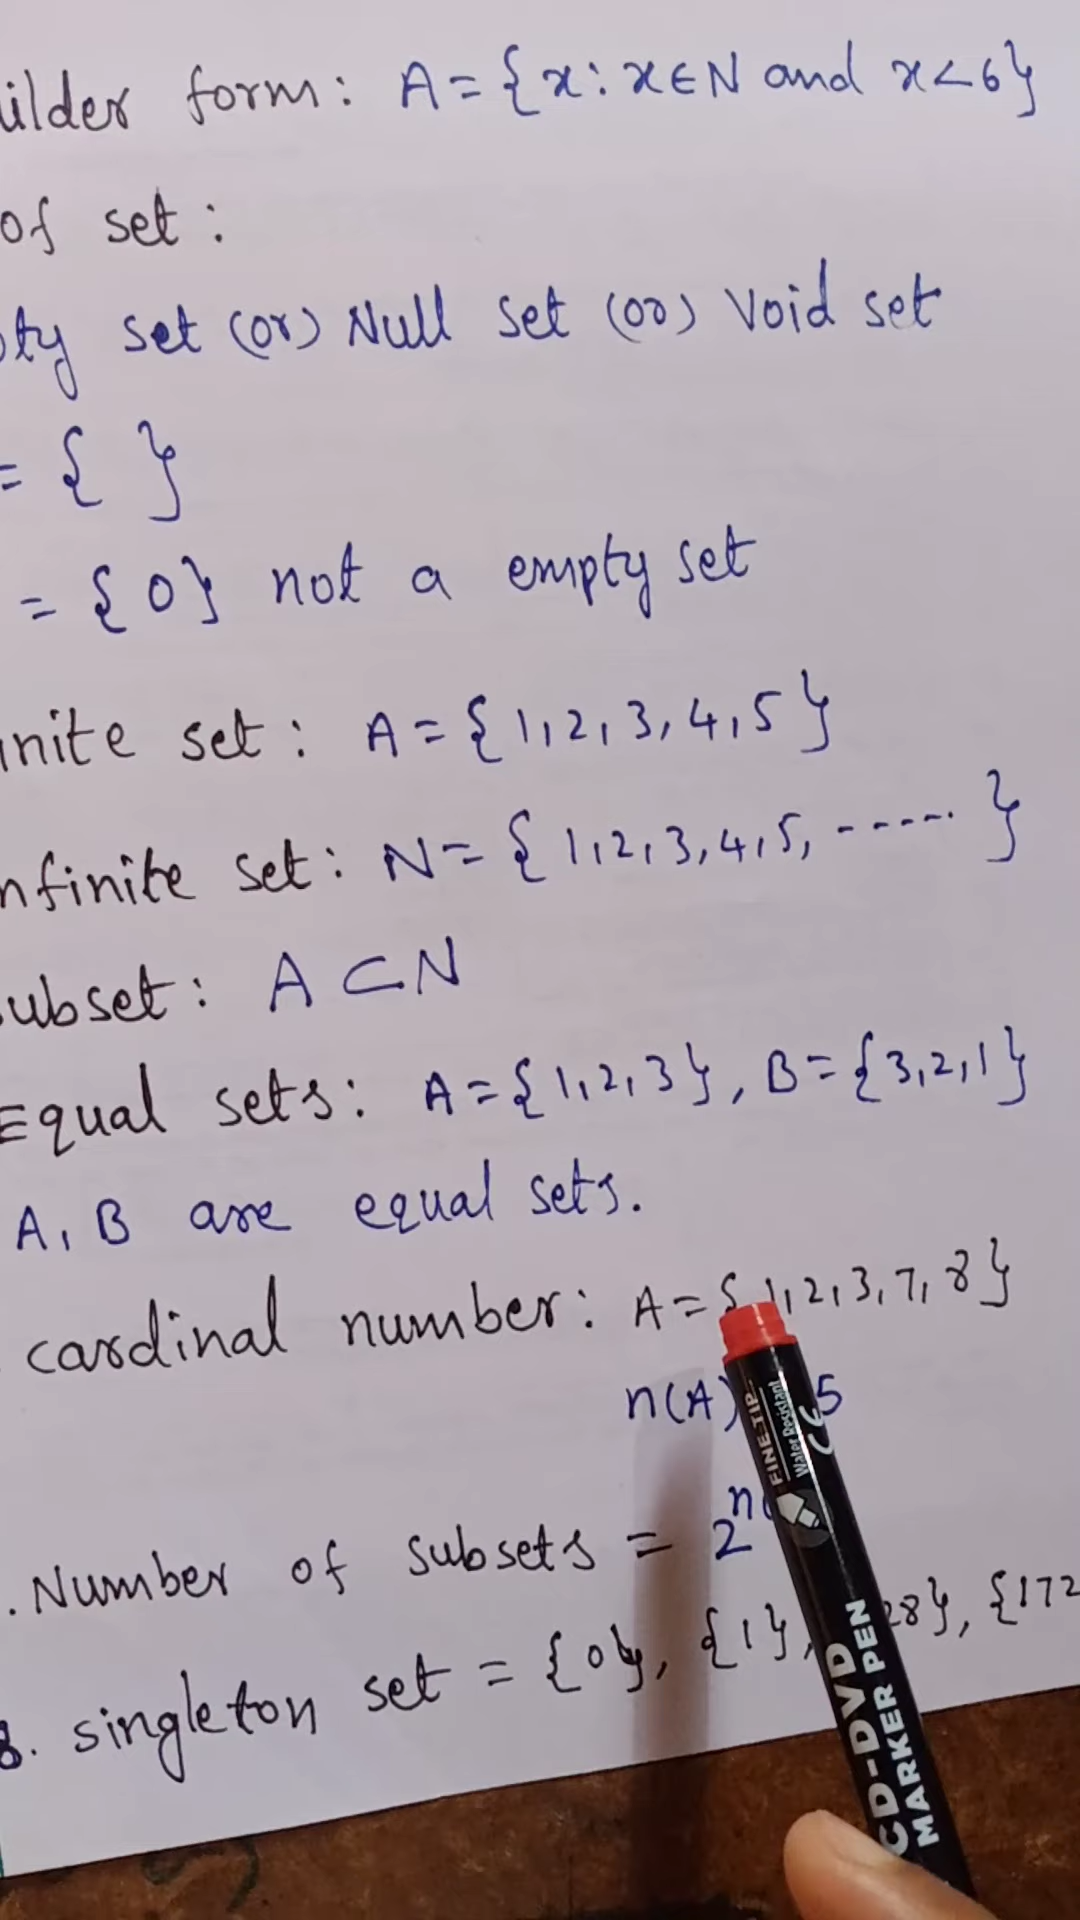 ilder form: A = {x : x ∈ N and x < 6}
of set :
ty set (or) Null set (or) Void set
= { }
= {0} not a empty set
nite set : A = {1, 2, 3, 4, 5}
nfinite set : N = {1, 2, 3, 4, 5, ----- }
ubset : A ⊂ N
Equal sets : A = {1, 2, 3}, B = {3, 2, 1}
A, B are equal sets.
cardinal number : A = {1, 2, 3, 7, 8}
n(A) 5
. Number of subsets = 2^n(
8. singleton set = {0}, {1}, 28}, {172
FINE TIP
Water Resistant
CE
CD-DVD
MARKER PEN